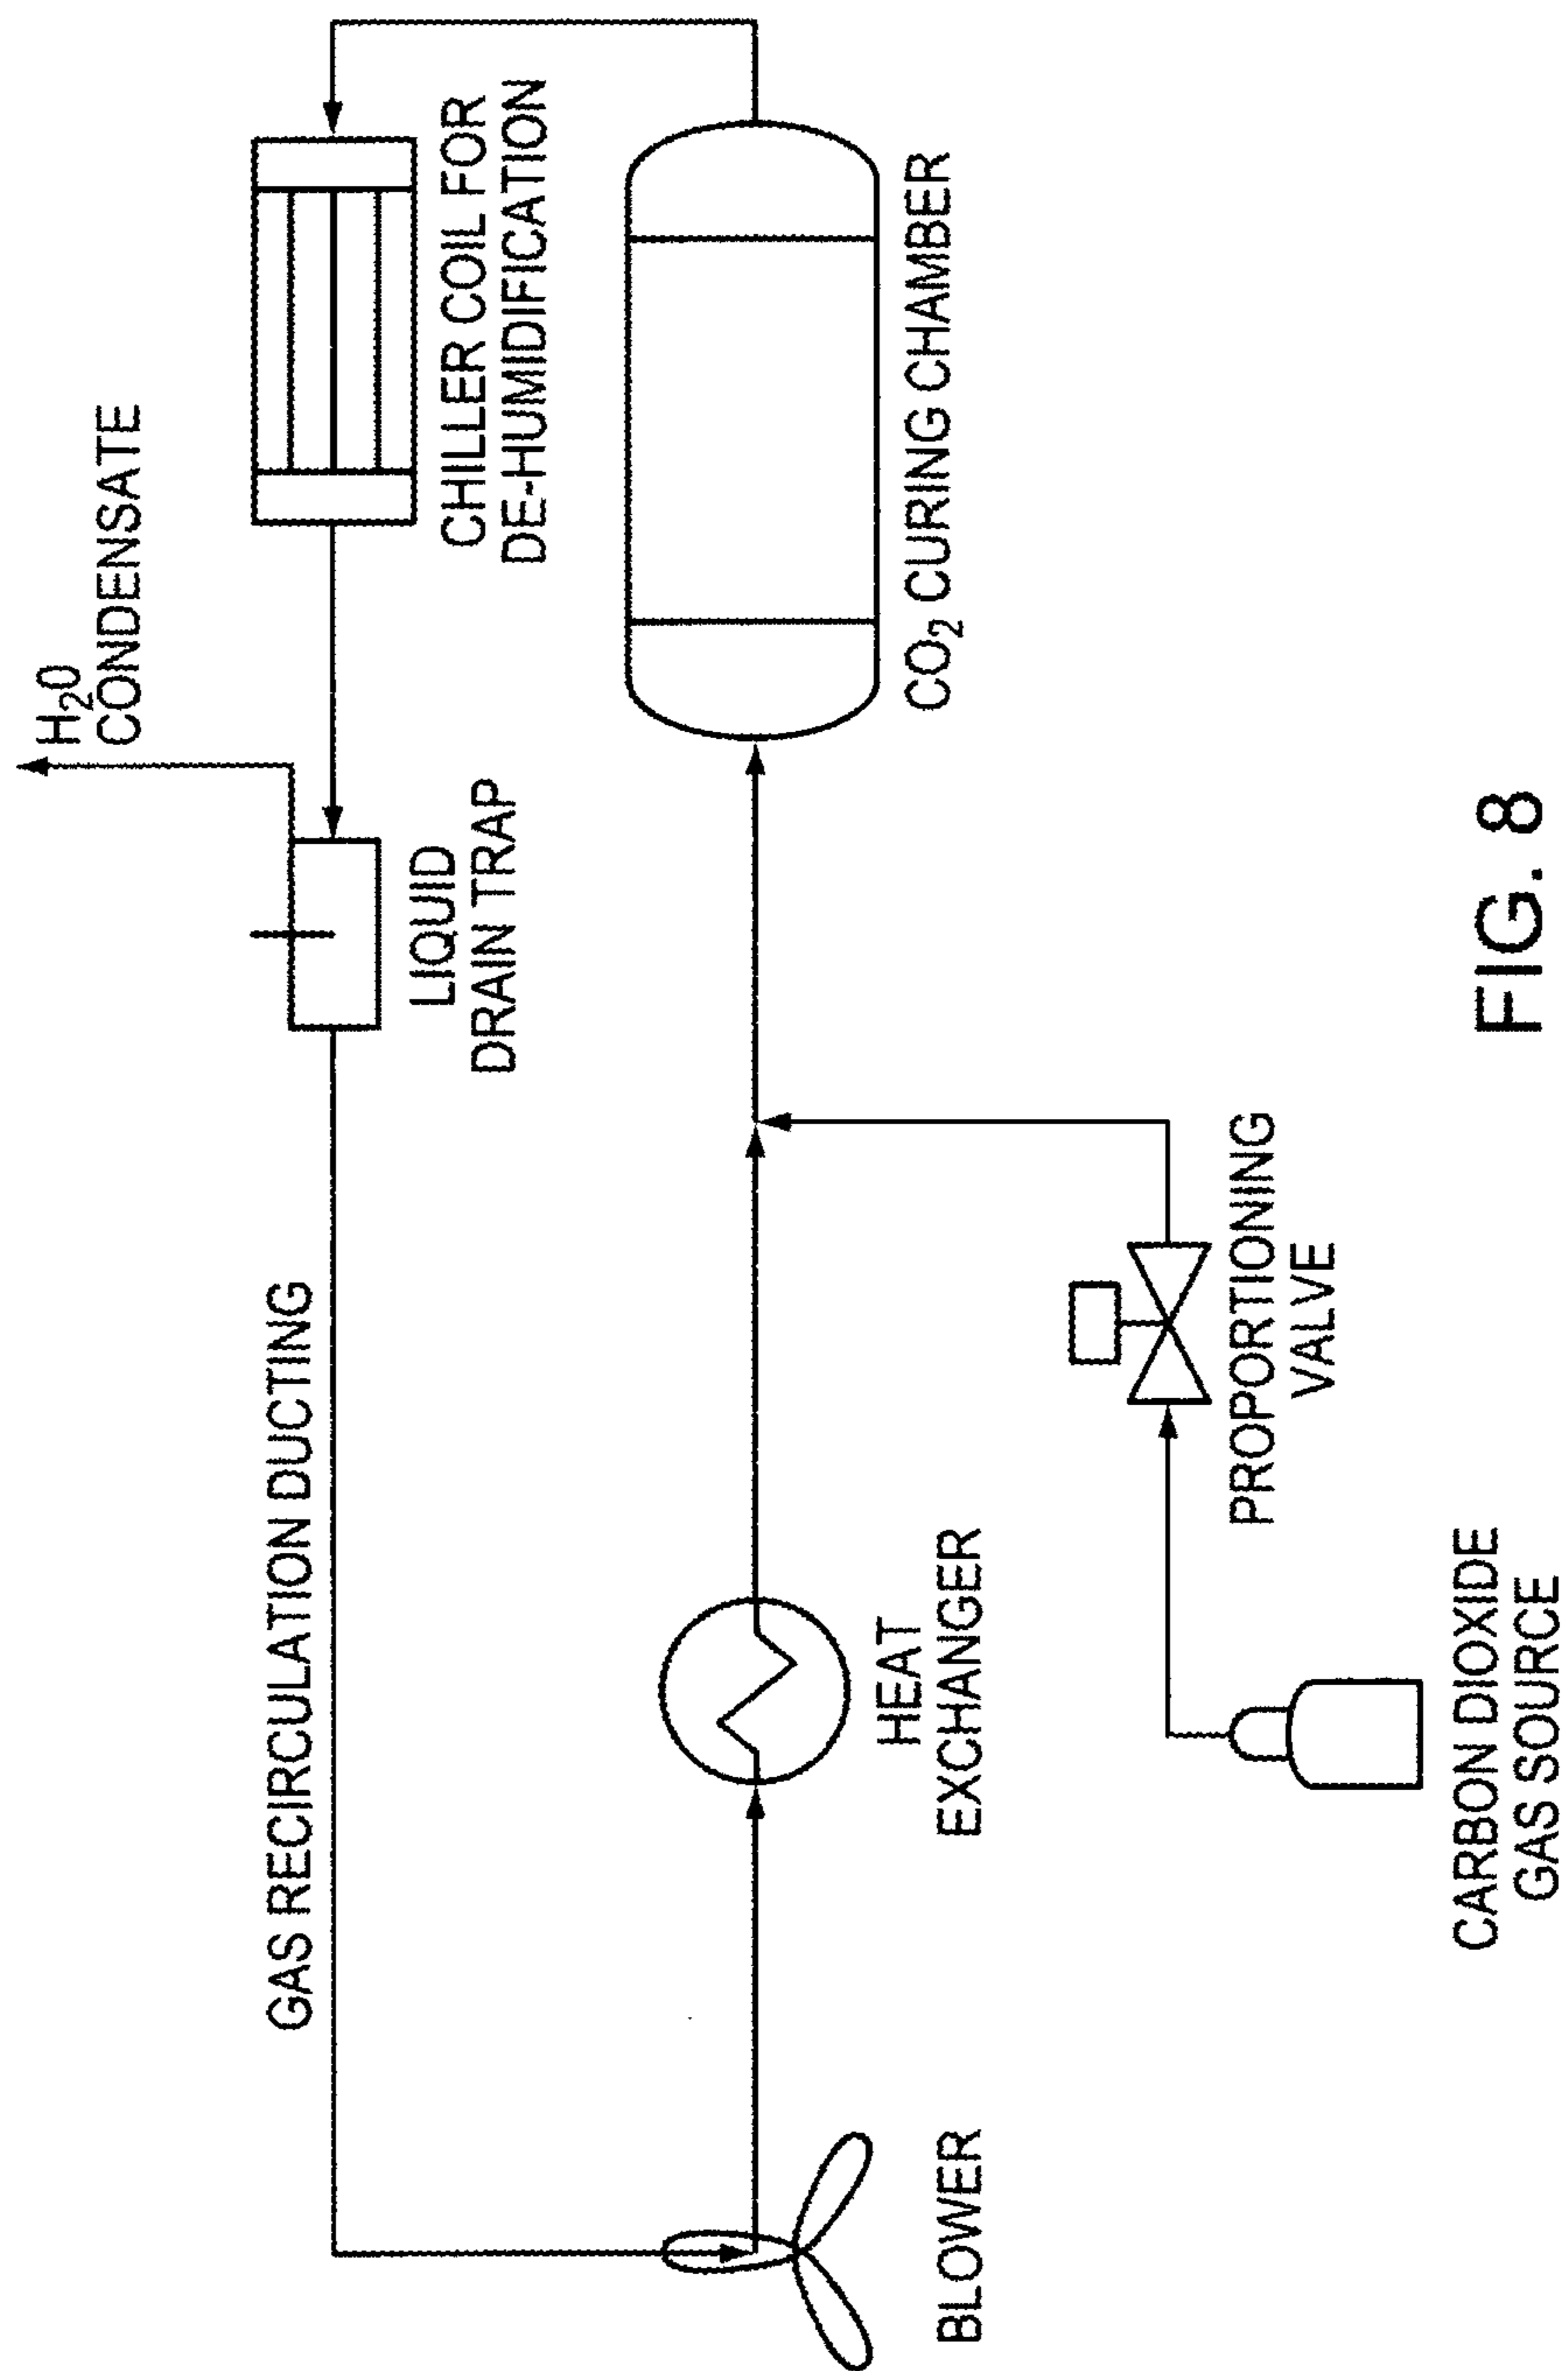 H₂O
CONDENSATE
CHILLER COIL FOR
DE-HUMIDIFICATION
LIQUID
DRAIN TRAP
GAS RECIRCULATION DUCTING
CO₂ CURING CHAMBER
HEAT
EXCHANGER
BLOWER
PROPORTIONING
VALVE
CARBON DIOXIDE
GAS SOURCE
FIG. 8